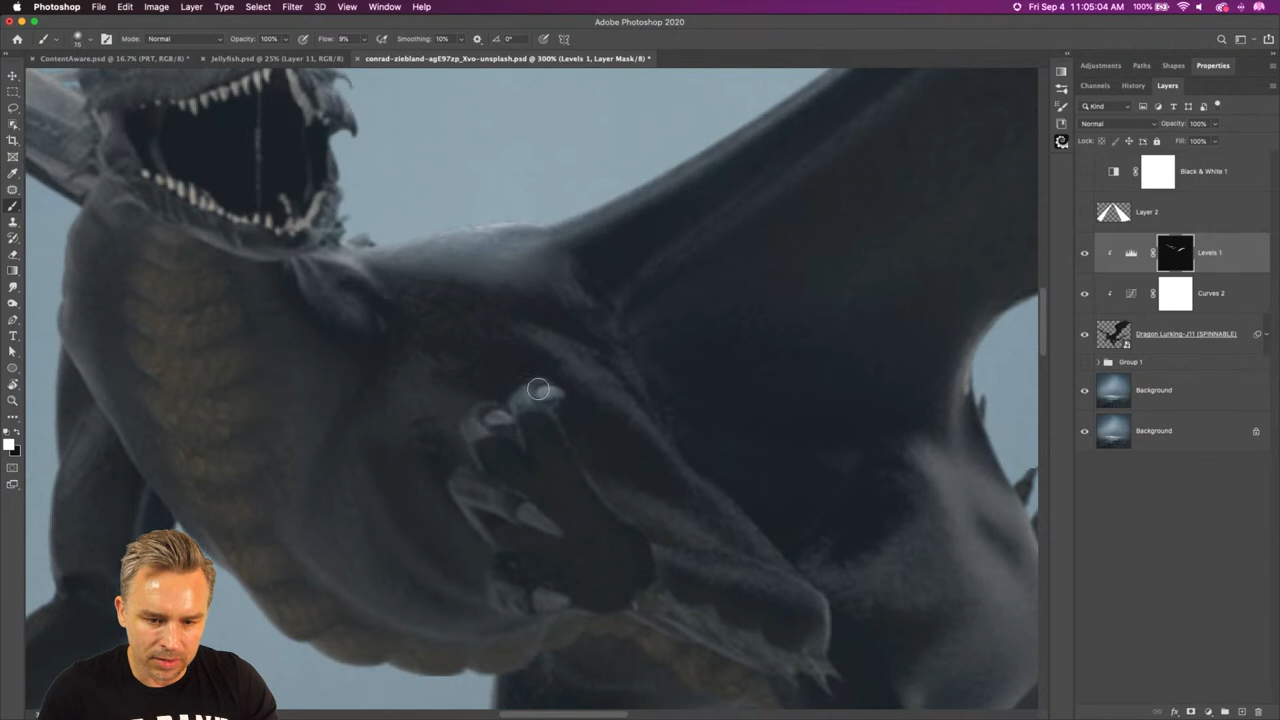 Photoshop File Edit Image Layer Type Select Filter 3D View Window Help 100% Fri Sep 4 11:05:04 AM
Adobe Photoshop 2020
75 Mode: Normal Opacity: 100% Flow: 9% Smoothing: 10% 0°
ContentAware.psd @ 16.7% (PRT, RGB/8) * Jellyfish.psd @ 25% (Layer 11, RGB/8) conrad-ziebland-agE97zp_Xvo-unsplash.psd @ 300% (Levels 1, Layer Mask/8) *
Adjustments Paths Shapes Properties
Channels History Layers
Kind
Normal Opacity: 100%
Lock: Fill: 100%
Black & White 1
Layer 2
Levels 1
Curves 2
Dragon Lurking-J11 (SPINNABLE)
Group 1
Background
Background